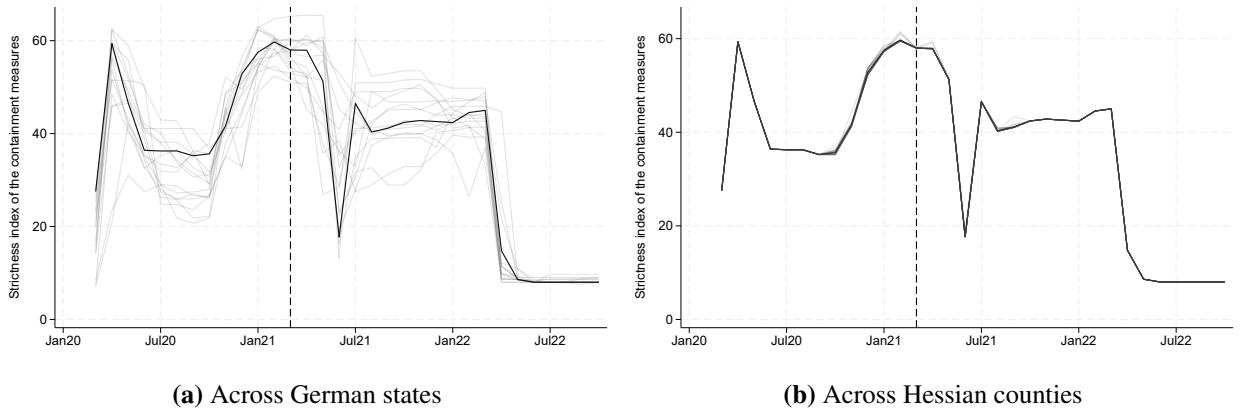 Strictness index of the containment measures
60
40
20
0
Jan20
Jul20
Jan21
Jul21
Jan22
Jul22
(a) Across German states
Strictness index of the containment measures
60
40
20
0
Jan20
Jul20
Jan21
Jul21
Jan22
Jul22
(b) Across Hessian counties